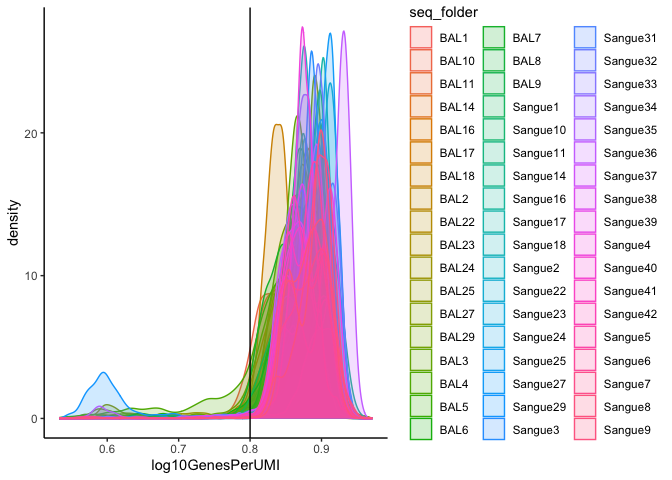 seq_folder
BAL1
BAL10
BAL11
BAL14
BAL16
BAL17
BAL18
BAL2
BAL22
BAL23
BAL24
BAL25
BAL27
BAL29
BAL3
BAL4
BAL5
BAL6
BAL7
BAL8
BAL9
Sangue1
Sangue10
Sangue11
Sangue14
Sangue16
Sangue17
Sangue18
Sangue2
Sangue22
Sangue23
Sangue24
Sangue25
Sangue27
Sangue29
Sangue3
Sangue31
Sangue32
Sangue33
Sangue34
Sangue35
Sangue36
Sangue37
Sangue38
Sangue39
Sangue4
Sangue40
Sangue41
Sangue42
Sangue5
Sangue6
Sangue7
Sangue8
Sangue9
density
20
10
0
0.6 0.7 0.8 0.9
log10GenesPerUMI